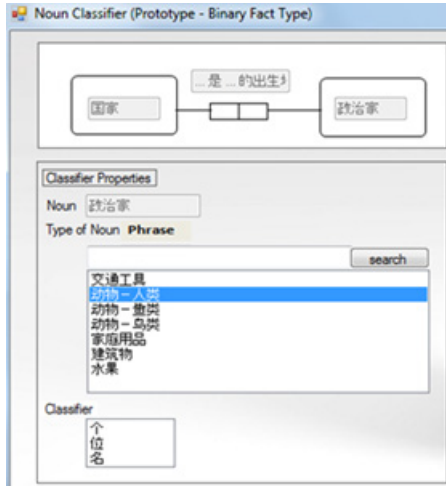 Noun Classifier (Prototype - Binary Fact Type)
... 是 ...的出生
国家
政治家
Classifier Properties
Noun 政治家
Type of Noun Phrase
search
交通工具
动物-人类
动物-鱼类
动物-鸟类
家庭用品
建筑物
水果
Classifier
个
位
名